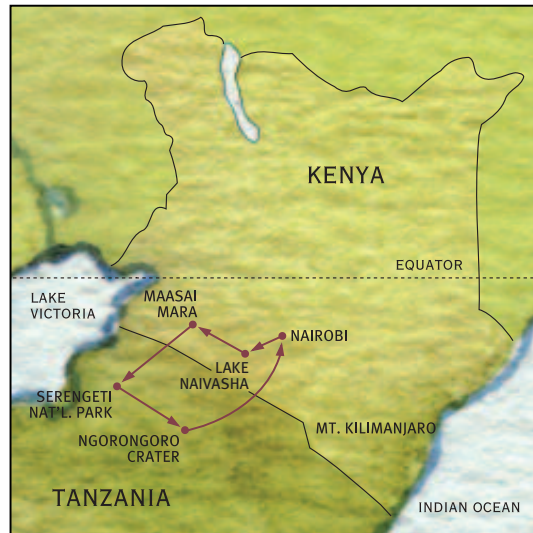 KENYA
EQUATOR
LAKE
VICTORIA
MAASAI
MARA
NAIROBI
LAKE
NAIVASHA
SERENGETI
NAT'L. PARK
NGORONGORO
CRATER
MT. KILIMANJARO
TANZANIA
INDIAN OCEAN